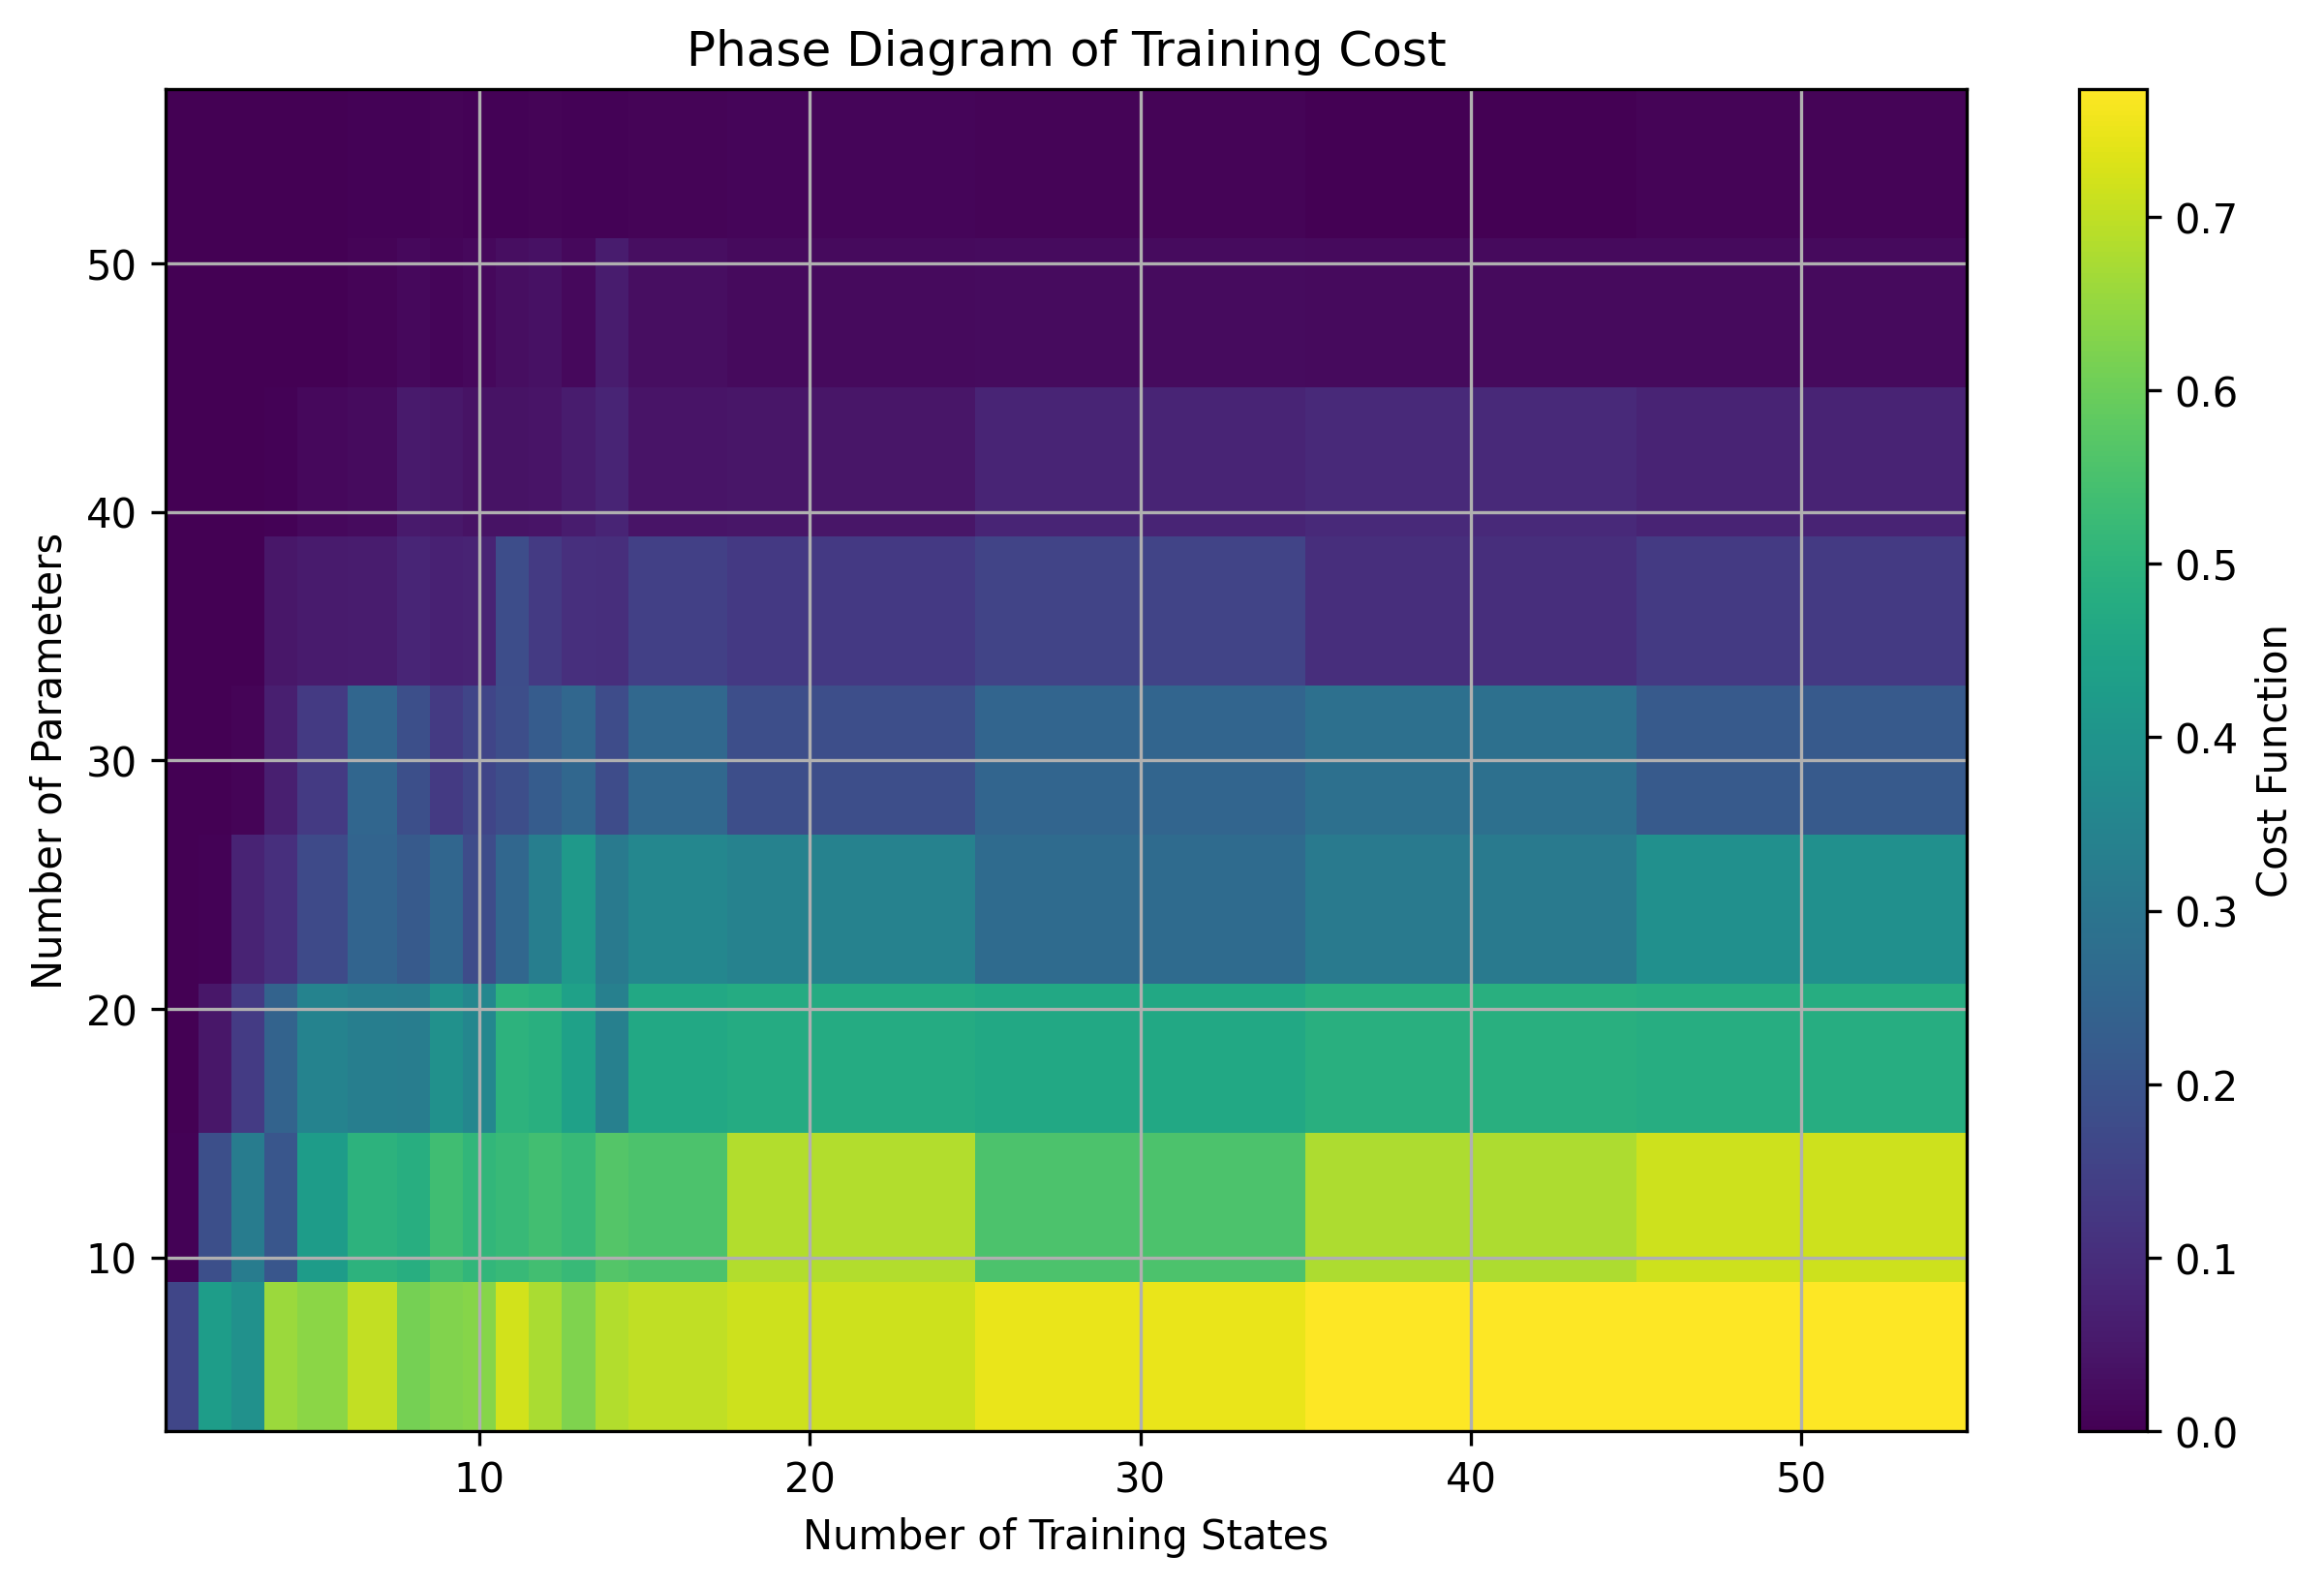 Phase Diagram of Training Cost
Number of Parameters
50
40
30
20
10
10 20 30 40 50
Number of Training States
0.7
0.6
0.5
0.4
0.3
0.2
0.1
0.0
Cost Function